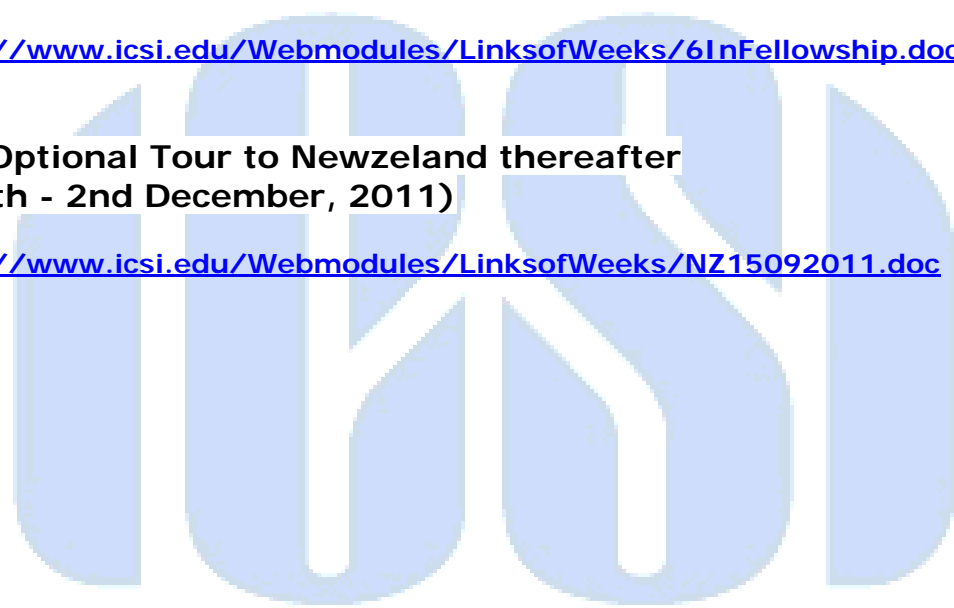 //www.icsi.edu/Webmodules/LinksofWeeks/6InFellowship.doc
Optional Tour to Newzeland thereafter
th - 2nd December, 2011)
//www.icsi.edu/Webmodules/LinksofWeeks/NZ15092011.doc
ICSI